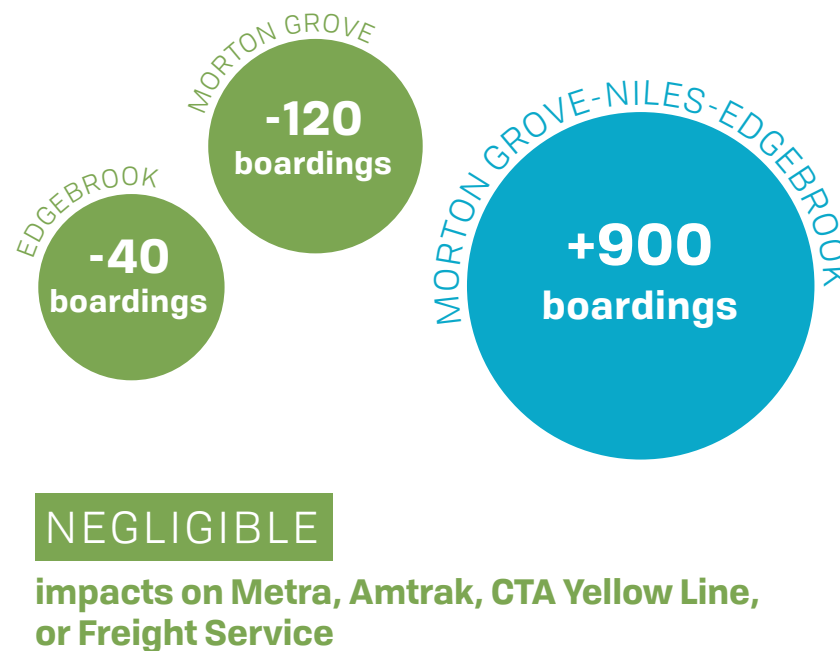 MORTON GROVE
-120
boardings
EDGEBROOK
-40
boardings
MORTON GROVE-NILES-EDGEBROOK
+900
boardings
NEGLIGIBLE
impacts on Metra, Amtrak, CTA Yellow Line,
or Freight Service